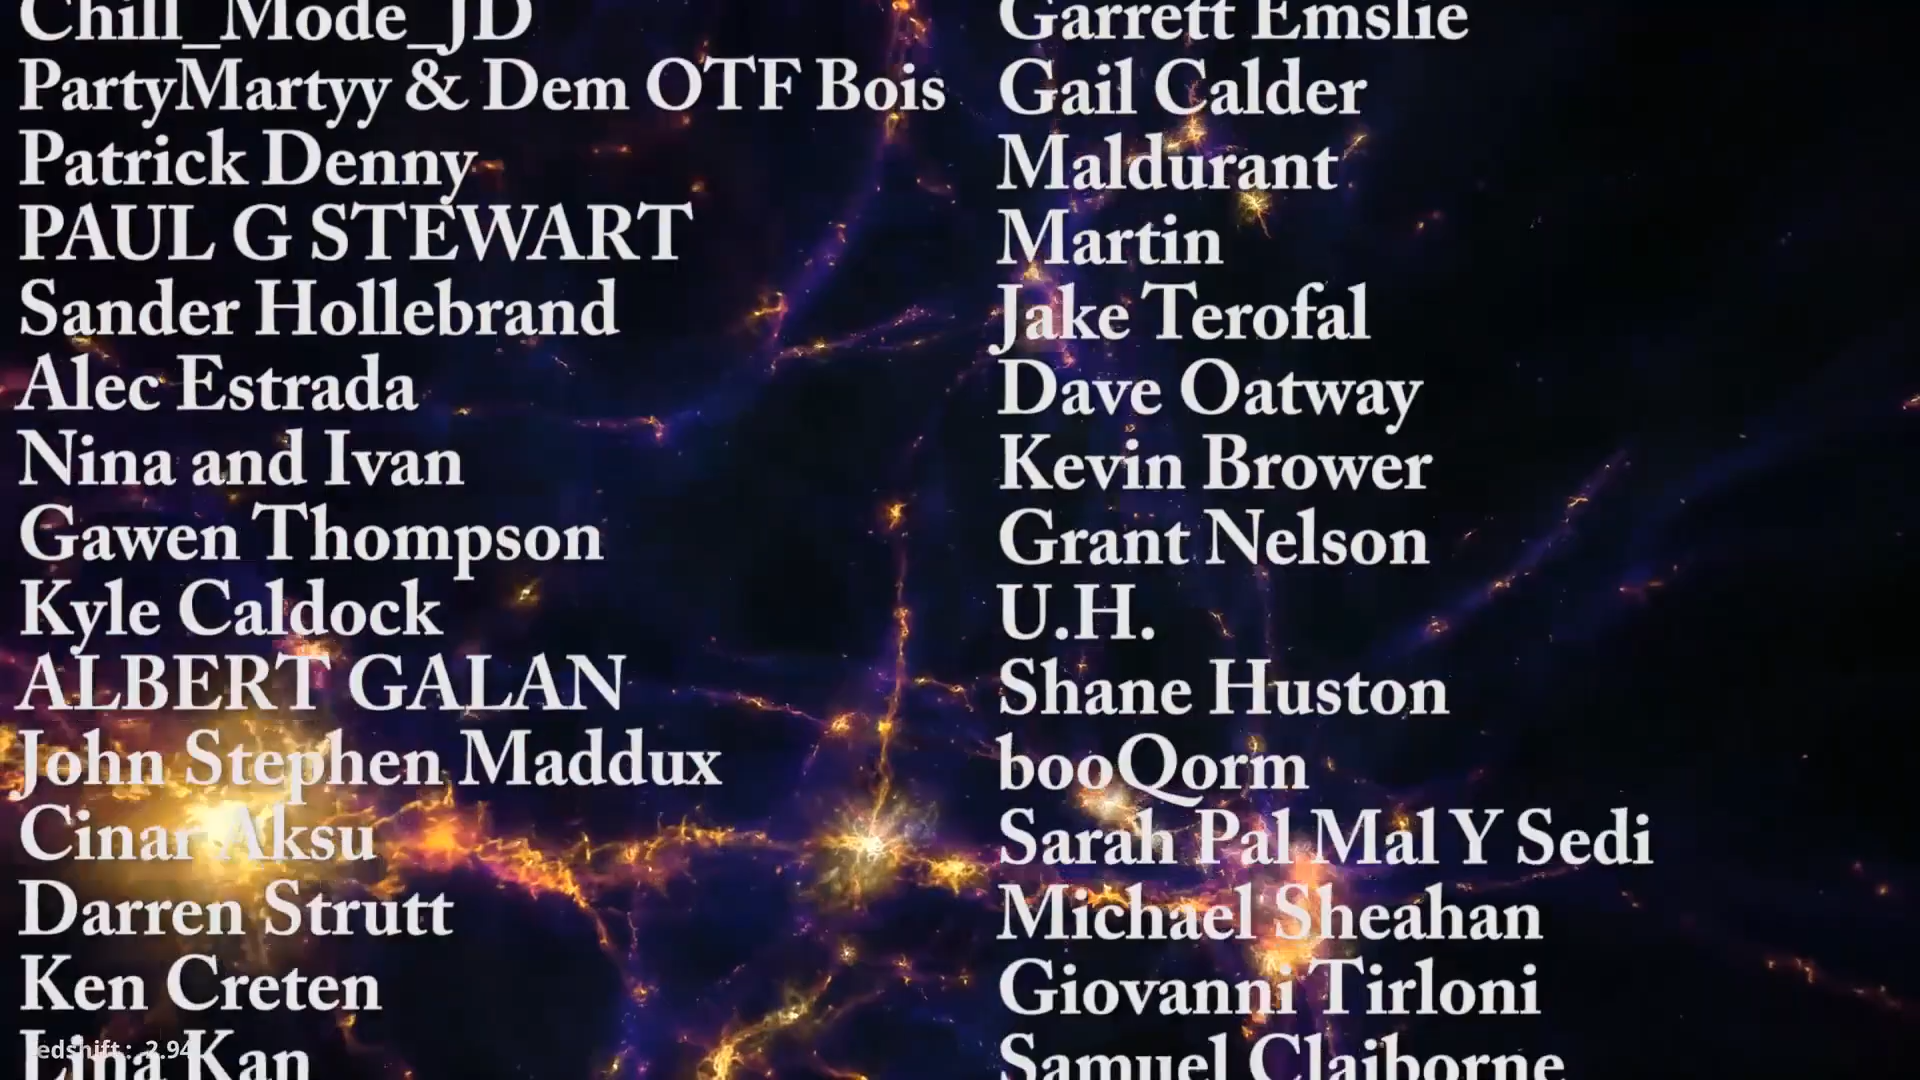 Chill_Mode_JD
PartyMartyy & Dem OTF Bois
Patrick Denny
PAUL G STEWART
Sander Hollebrand
Alec Estrada
Nina and Ivan
Gawen Thompson
Kyle Caldock
ALBERT GALAN
John Stephen Maddux
Cinar Aksu
Darren Strutt
Ken Creten
Lina Kan
edshift : 2.94
Garrett Emslie
Gail Calder
Maldurant
Martin
Jake Terofal
Dave Oatway
Kevin Brower
Grant Nelson
U.H.
Shane Huston
booQorm
Sarah Pal Mal Y Sedi
Michael Sheahan
Giovanni Tirloni
Samuel Claiborne